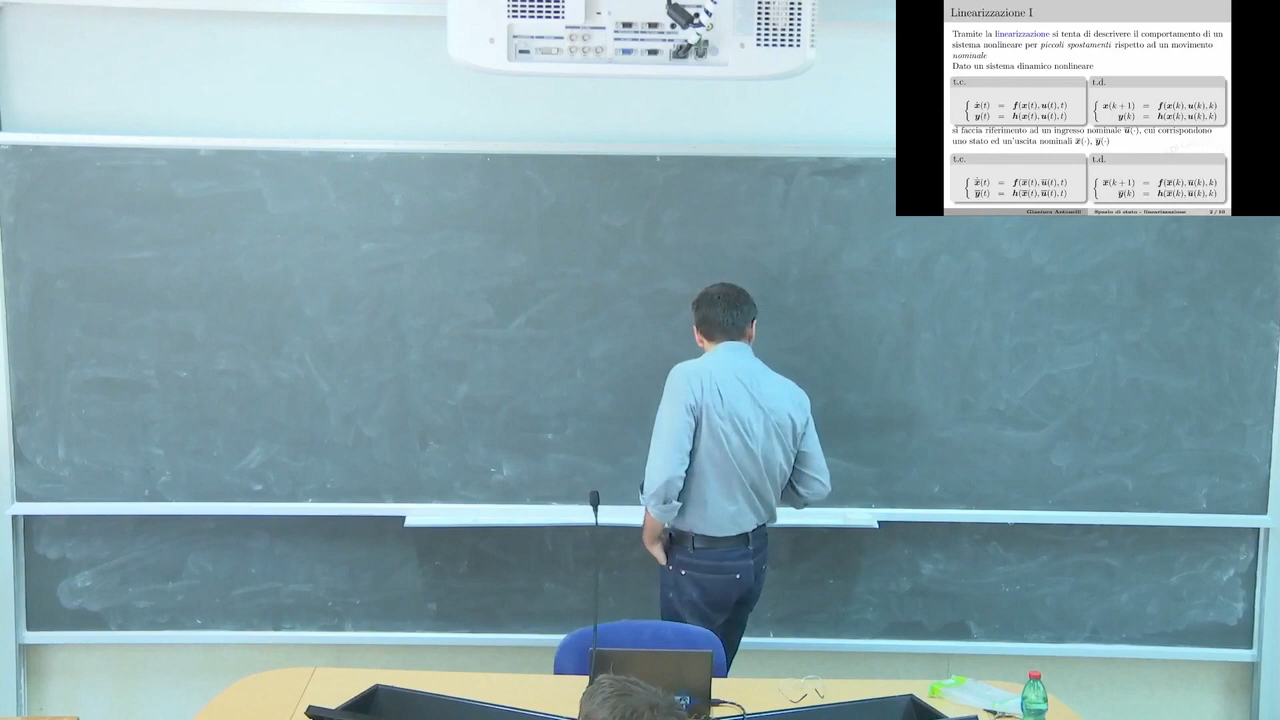 Linearizzazione I
Tramite la linearizzazione si tenta di descrivere il comportamento di un
sistema nonlineare per piccoli spostamenti rispetto ad un movimento
nominale
Dato un sistema dinamico nonlineare
t.c.
{ ẋ(t) = f(x(t), u(t), t)
y(t) = h(x(t), u(t), t)
t.d.
{ x(k + 1) = f(x(k), u(k), k)
y(k) = h(x(k), u(k), k)
si faccia riferimento ad un ingresso nominale u̅(·), cui corrispondono
uno stato ed un'uscita nominali x̅(·), y̅(·)
t.c.
{ x̅̇(t) = f(x̅(t), u̅(t), t)
y̅(t) = h(x̅(t), u̅(t), t)
t.d.
{ x̅(k + 1) = f(x̅(k), u̅(k), k)
y̅(k) = h(x̅(k), u̅(k), k)
Gianluca Antonelli Spazio di stato - linearizzazione 2 / 10